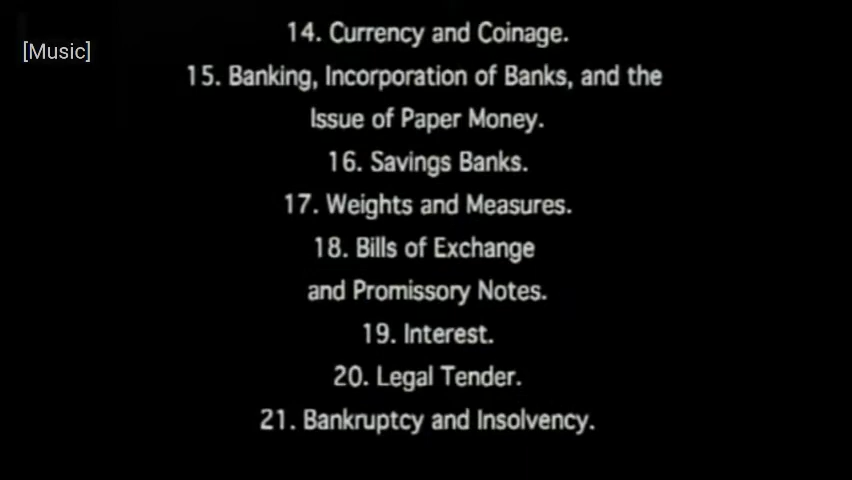 [Music]
14. Currency and Coinage.
15. Banking, Incorporation of Banks, and the
Issue of Paper Money.
16. Savings Banks.
17. Weights and Measures.
18. Bills of Exchange
and Promissory Notes.
19. Interest.
20. Legal Tender.
21. Bankruptcy and Insolvency.